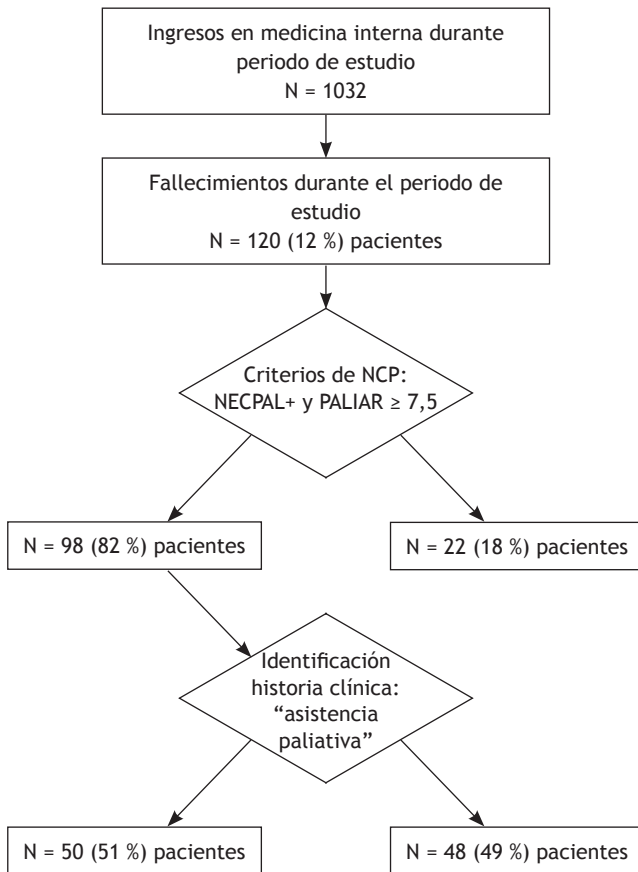 Ingresos en medicina interna durante
periodo de estudio
N = 1032
Fallecimientos durante el periodo de
estudio
N = 120 (12 %) pacientes
Criterios de NCP:
NECPAL+ y PALIAR ≥ 7,5
N = 98 (82 %) pacientes
N = 22 (18 %) pacientes
Identificación
historia clínica:
“asistencia
paliativa”
N = 50 (51 %) pacientes
N = 48 (49 %) pacientes